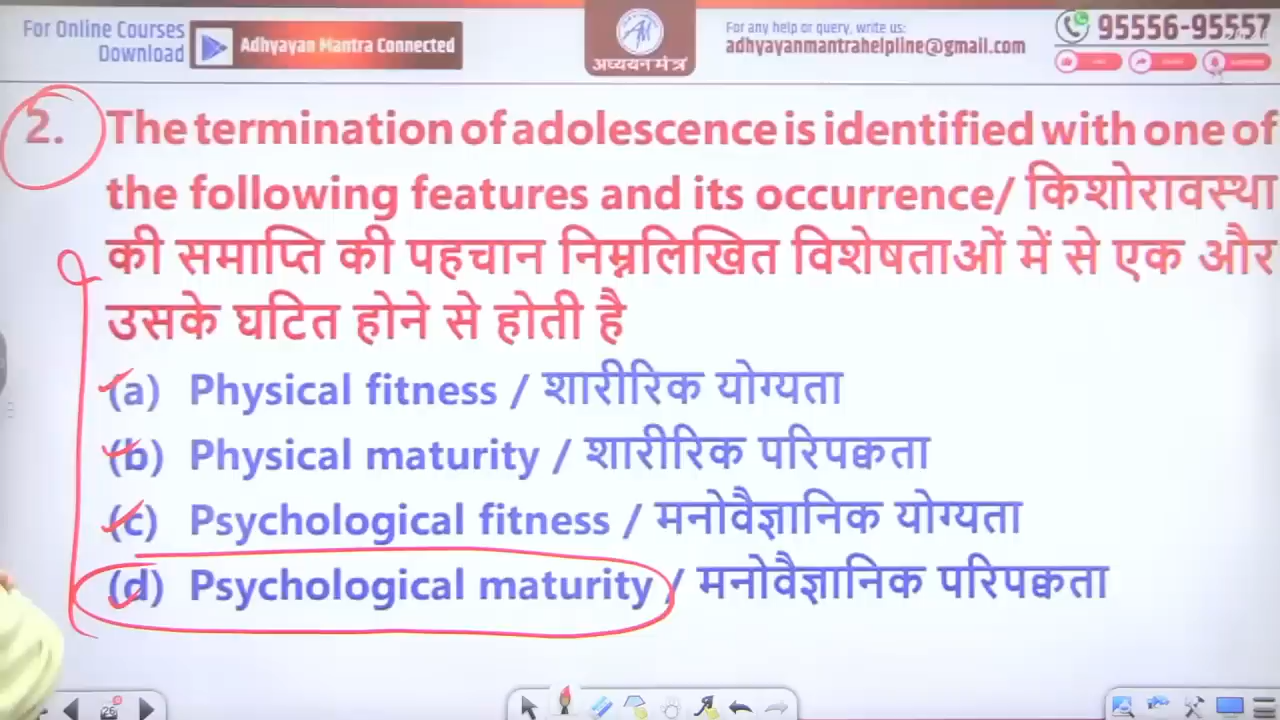 For Online Courses
Download
Adhyayan Mantra Connected
अध्ययन मंत्र
For any help or query, write us:
adhyayanmantrahelpline@gmail.com
95556-95557
2. The termination of adolescence is identified with one of
the following features and its occurrence/ किशोरावस्था
की समाप्ति की पहचान निम्नलिखित विशेषताओं में से एक और
उसके घटित होने से होती है
(a) Physical fitness / शारीरिक योग्यता
(b) Physical maturity / शारीरिक परिपक्वता
(c) Psychological fitness / मनोवैज्ञानिक योग्यता
(d) Psychological maturity / मनोवैज्ञानिक परिपक्वता
26